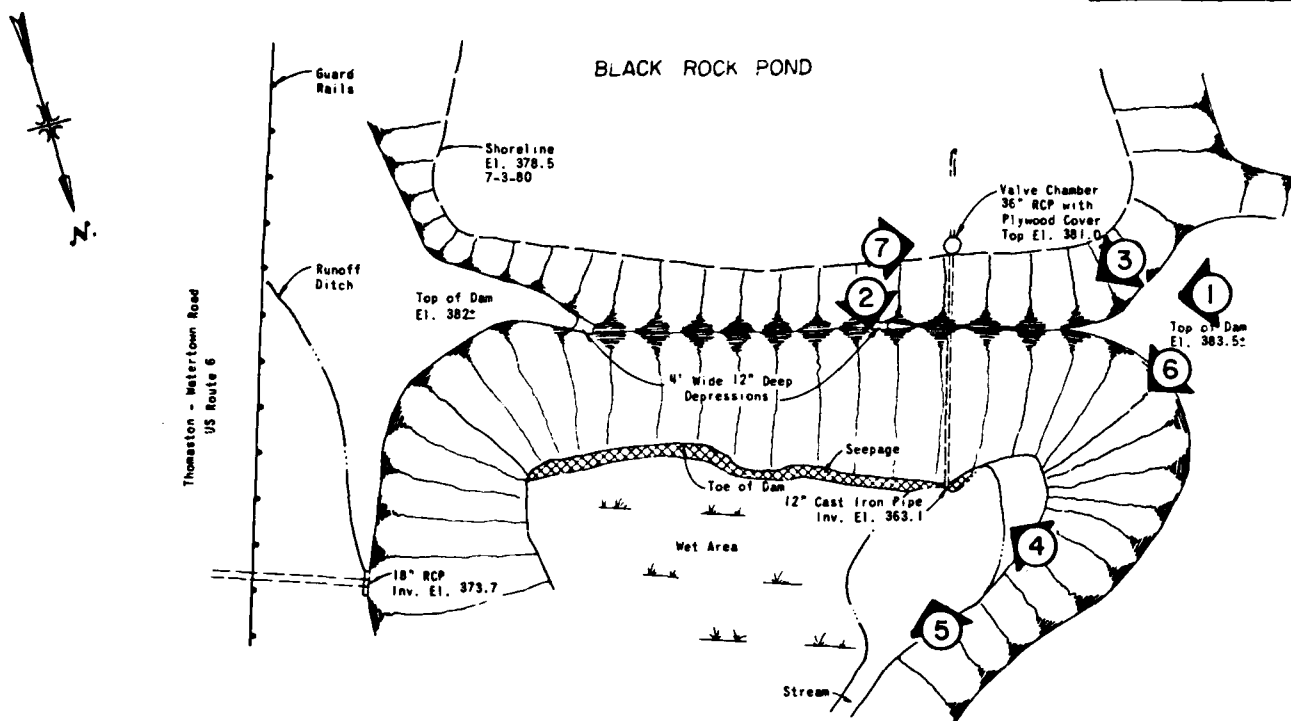 BLACK ROCK POND
Guard
Rails
N.
Shoreline
El. 378.5
7-3-80
Valve Chamber
36" RCP with
Plywood Cover
Top El. 381.0
Runoff
Ditch
Top of Dam
El. 382±
7
3
2
1
Top of Dam
El. 383.5±
4' Wide 12" Deep
Depressions
6
Thomaston - Watertown Road
US Route 6
Seepage
Toe of Dam
12" Cast Iron Pipe
Inv. El. 363.1
Wet Area
4
18" RCP
Inv. El. 373.7
5
Stream